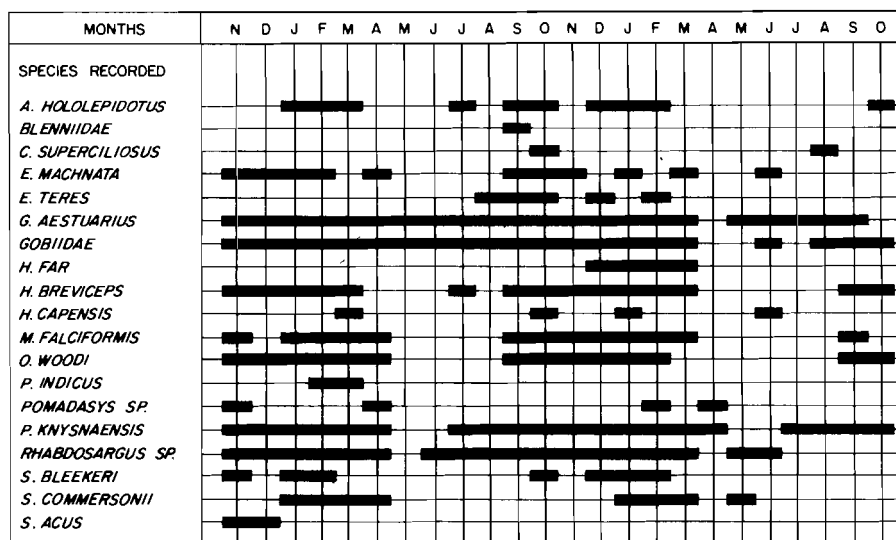 MONTHS N D J F M A M J J A S O N D J F M A M J J A S O
SPECIES RECORDED
A. HOLOLEPIDOTUS
BLENNIIDAE
C. SUPERCILIOSUS
E. MACHNATA
E. TERES
G. AESTUARIUS
GOBIIDAE
H. FAR
H. BREVICEPS
H. CAPENSIS
M. FALCIFORMIS
O. WOODI
P. INDICUS
POMADASYS SP.
P. KNYSNAENSIS
RHABDOSARGUS SP.
S. BLEEKERI
S. COMMERSONII
S. ACUS